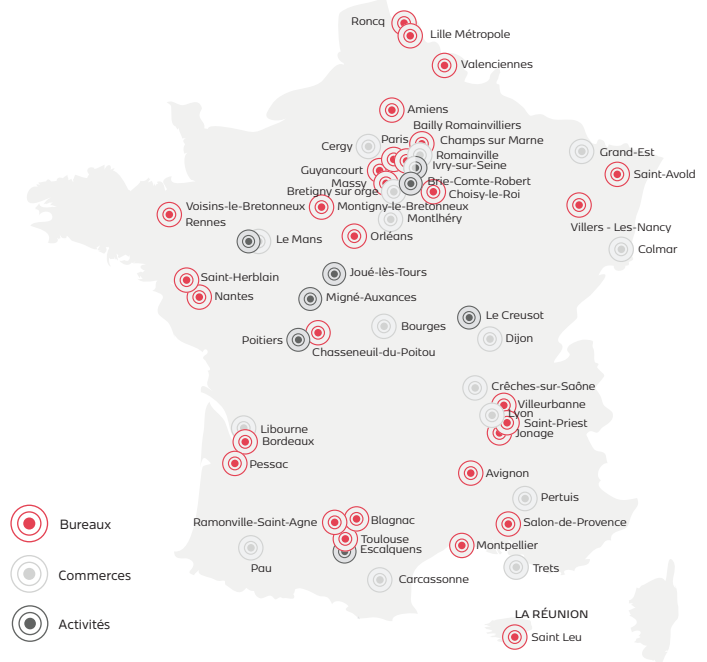 Roncq
Lille Métropole
Valenciennes
Amiens
Bailly Romainvilliers
Paris
Champs sur Marne
Cergy
Romainville
Grand-Est
Ivry-sur-Seine
Guyancourt
Saint-Avold
Massy
Brie-Comte-Robert
Bretigny sur orge
Choisy-le-Roi
Voisins-le-Bretonneux
Montigny-le-Bretonneux
Rennes
Montlhéry
Villers - Les-Nancy
Le Mans
Orléans
Colmar
Saint-Herblain
Joué-lès-Tours
Nantes
Migné-Auxances
Le Creusot
Bourges
Poitiers
Dijon
Chasseneuil-du-Poitou
Crêches-sur-Saône
Villeurbanne
Lyon
Saint-Priest
Libourne
Jonage
Bordeaux
Pessac
Avignon
Pertuis
Bureaux
Ramonville-Saint-Agne
Blagnac
Salon-de-Provence
Toulouse
Montpellier
Escalquens
Pau
Trets
Commerces
Carcassonne
LA RÉUNION
Activités
Saint Leu